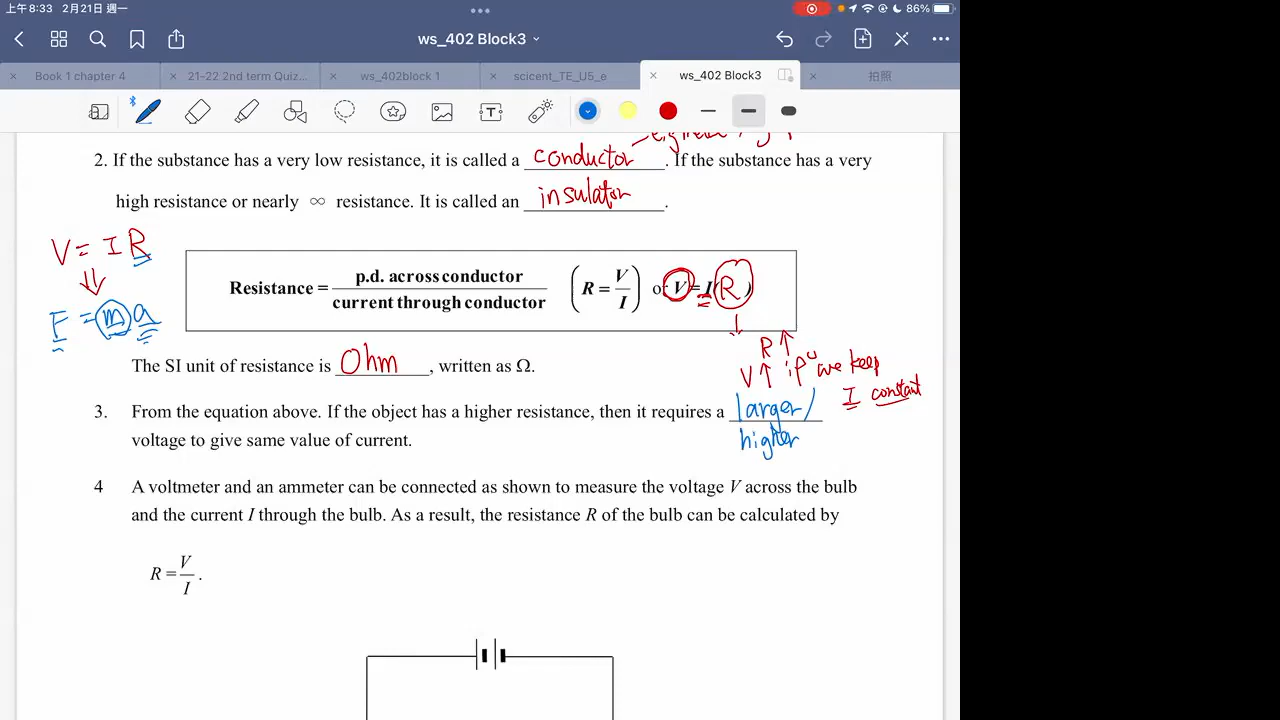 上午8:33 2月21日 週一
86%
ws_402 Block3
Book 1 chapter 4
21-22.2nd term Quiz...
ws_402block 1
scicent_TE_U5_e
ws_402 Block3
拍照
2. If the substance has a very low resistance, it is called a conductor. If the substance has a very
high resistance or nearly ∞ resistance. It is called an insulator.
V = I R
⇓
F = m a
Resistance = p.d. across conductor / current through conductor (R = V / I) or V = I R )
R ↑
V ↑ if we keep
I constant
The SI unit of resistance is Ohm, written as Ω.
3. From the equation above. If the object has a higher resistance, then it requires a larger/
higher
voltage to give same value of current.
4 A voltmeter and an ammeter can be connected as shown to measure the voltage V across the bulb
and the current I through the bulb. As a result, the resistance R of the bulb can be calculated by
R = V / I .